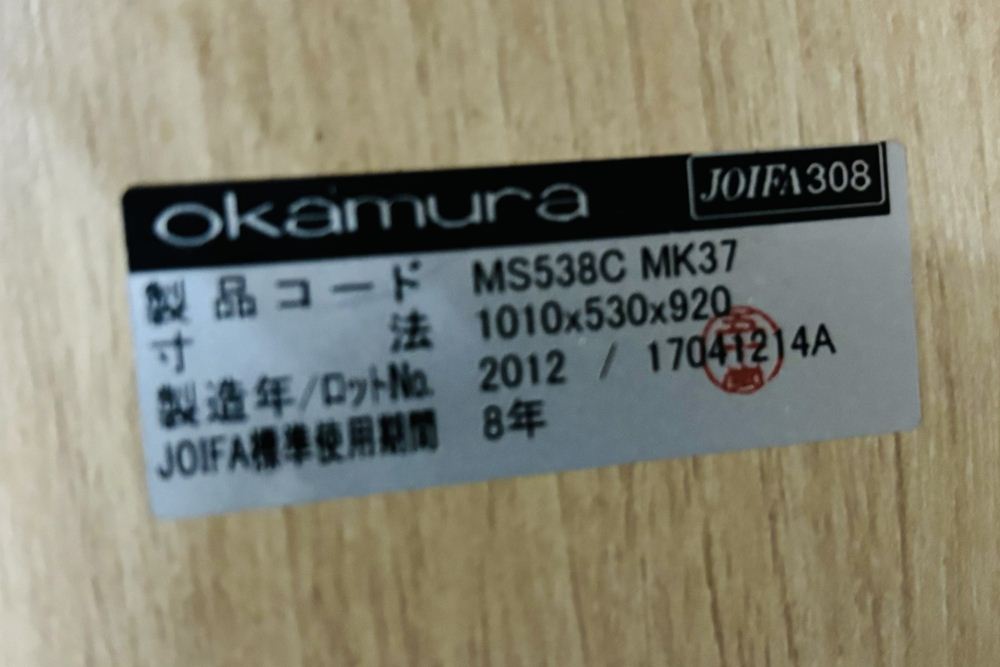 okamura JOIFA308
製品コード MS538C MK37
寸法 1010x530x920
製造年/ロットNo. 2012 / 17041214A
JOIFA標準使用期間 8年